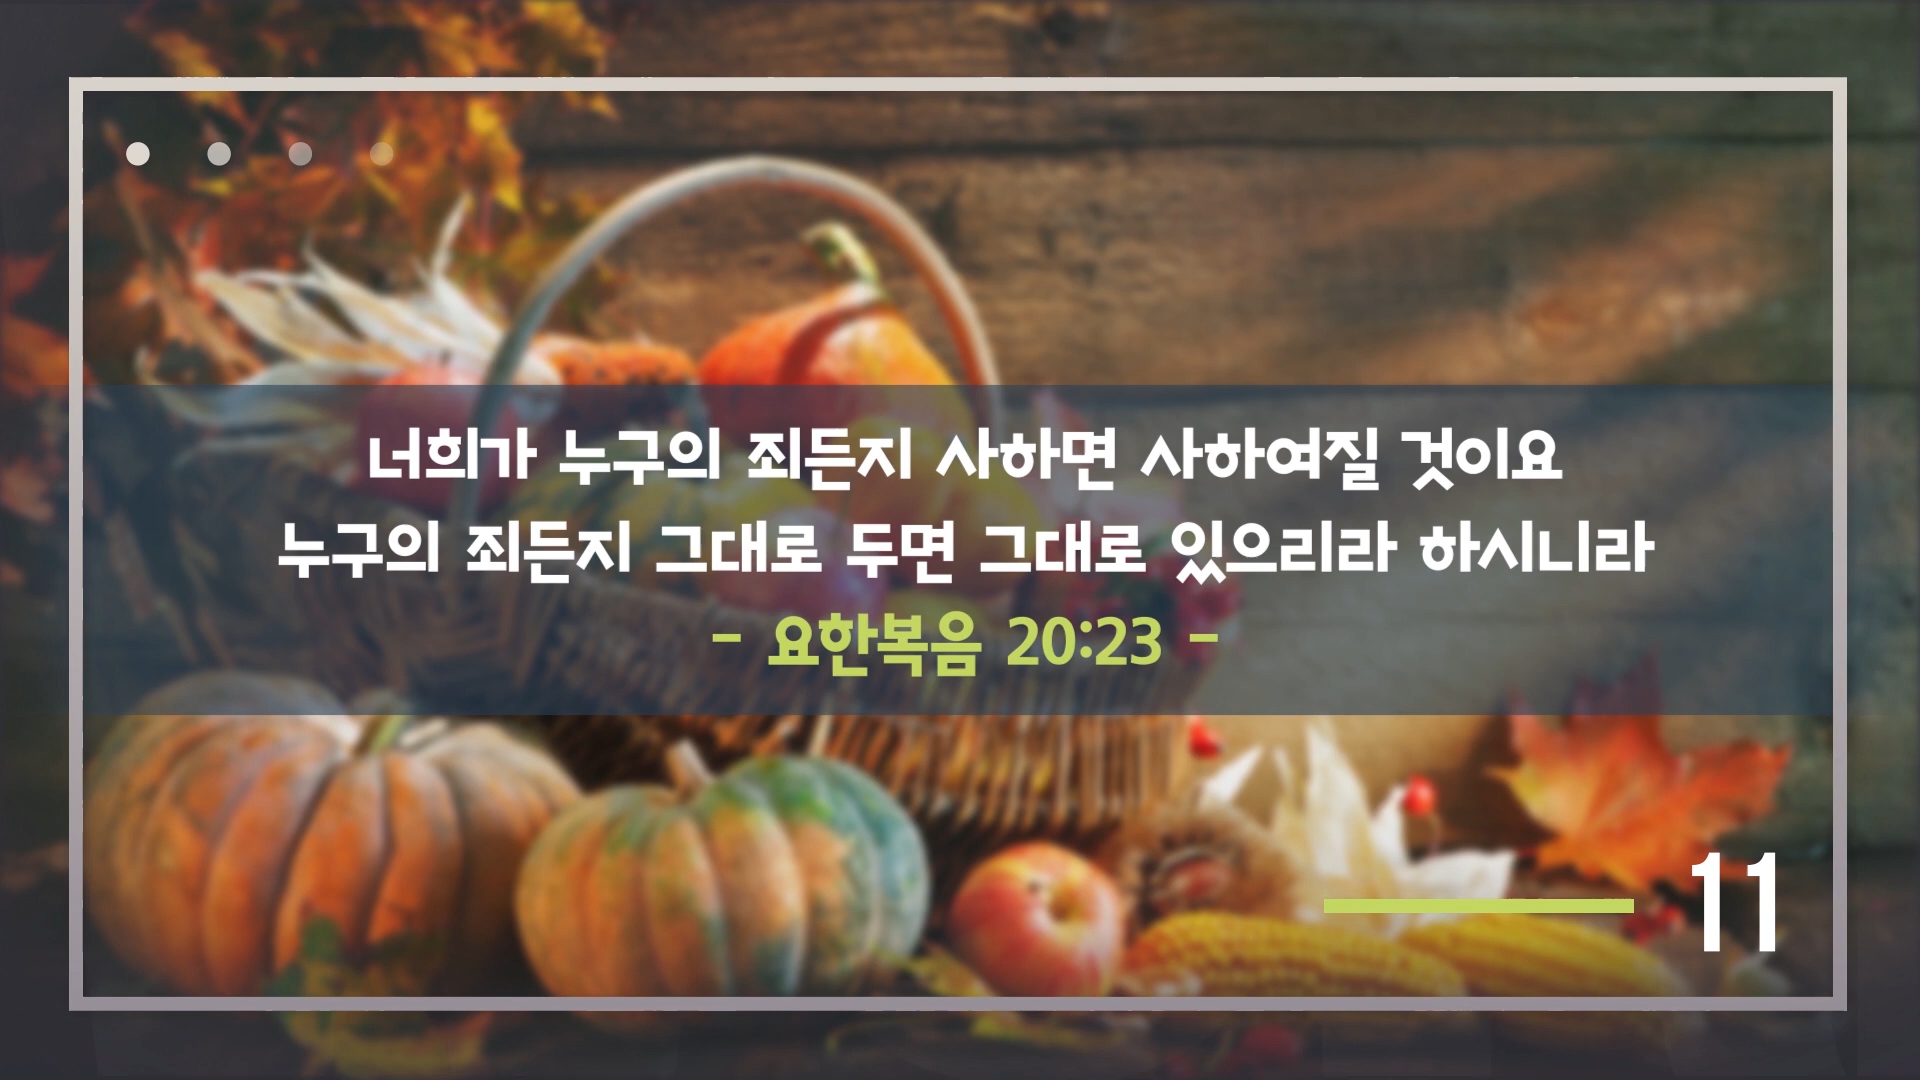 너희가 누구의 죄든지 사하면 사하여질 것이요
누구의 죄든지 그대로 두면 그대로 있으리라 하시니라
- 요한복음 20:23 -
11